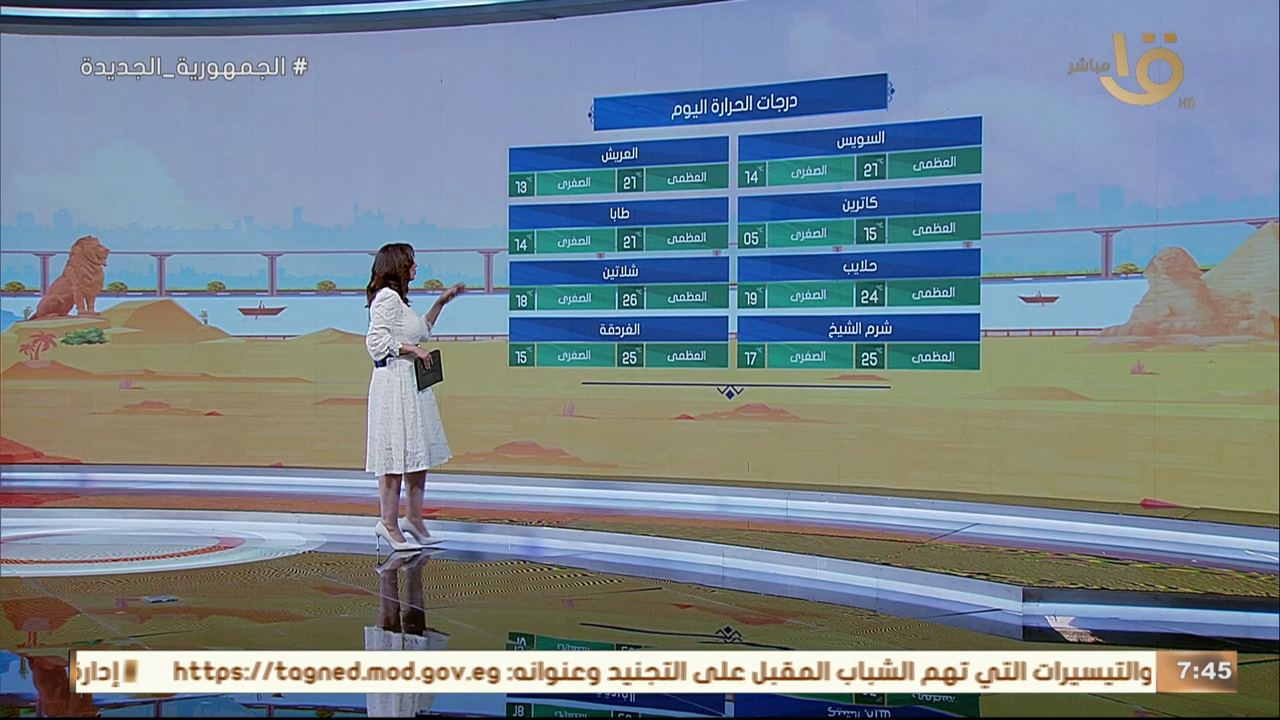 # الجمهورية_الجديدة
مباشر
HD
درجات الحرارة اليوم
السويس
العظمى 21°C الصغرى 14°C
العريش
العظمى 21°C الصغرى 13°C
كاترين
العظمى 15°C الصغرى 05°C
طابا
العظمى 21°C الصغرى 14°C
حلايب
العظمى 24°C الصغرى 19°C
شلاتين
العظمى 26°C الصغرى 18°C
شرم الشيخ
العظمى 25°C الصغرى 17°C
الغردقة
العظمى 25°C الصغرى 15°C
7:45 والتيسيرات التي تهم الشباب المقبل على التجنيد وعنوانه: https://tagned.mod.gov.eg